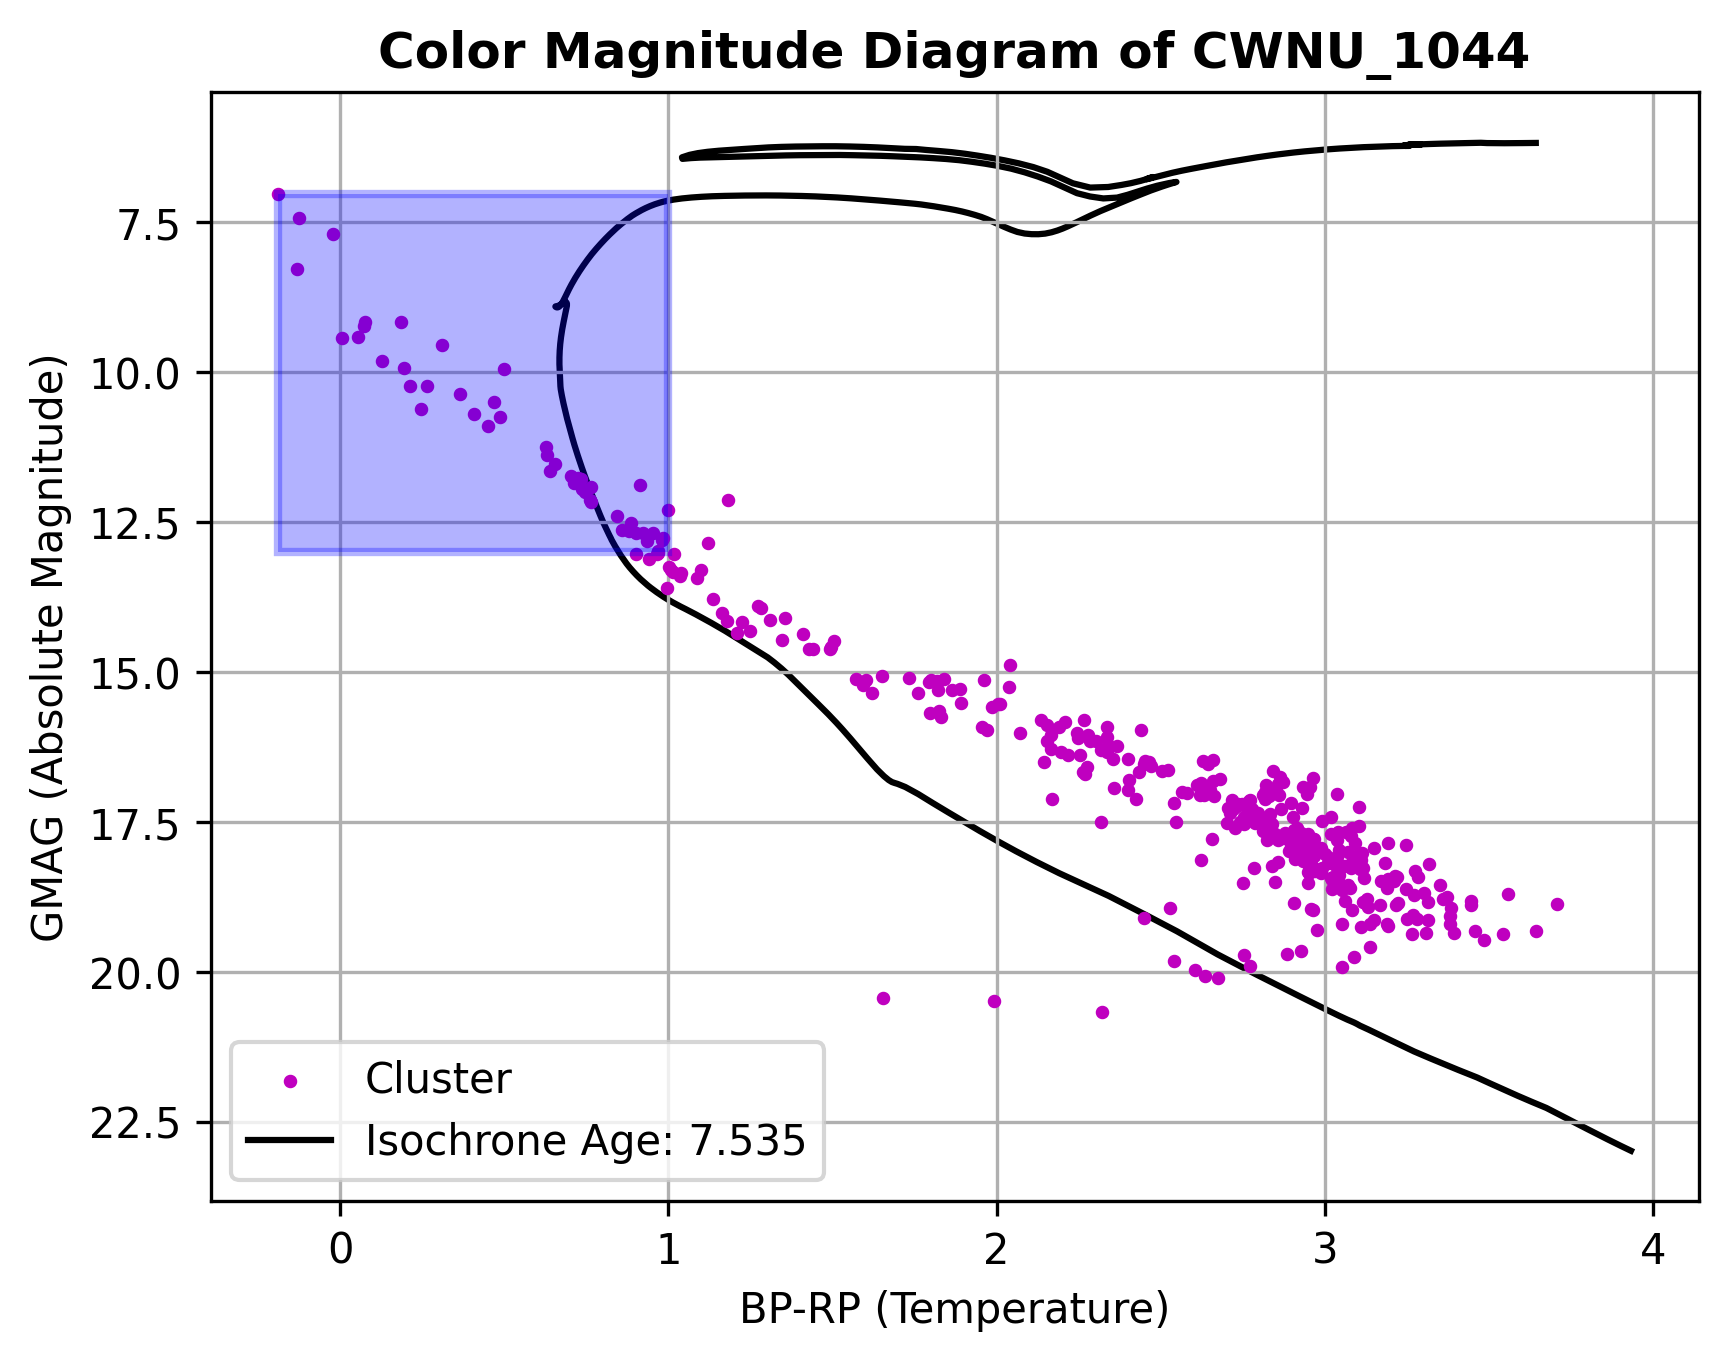 Color Magnitude Diagram of CWNU_1044
GMAG (Absolute Magnitude)
7.5
10.0
12.5
15.0
17.5
20.0
22.5
Cluster
Isochrone Age: 7.535
0 1 2 3 4
BP-RP (Temperature)